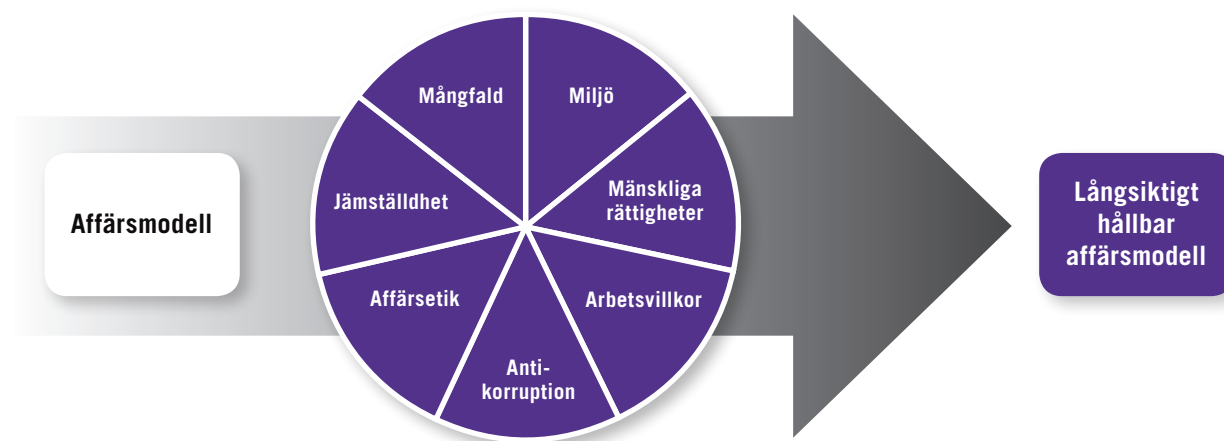 Affärsmodell
Mångfald
Miljö
Jämställdhet
Mänskliga
rättigheter
Affärsetik
Arbetsvillkor
Anti-
korruption
Långsiktigt
hållbar
affärsmodell